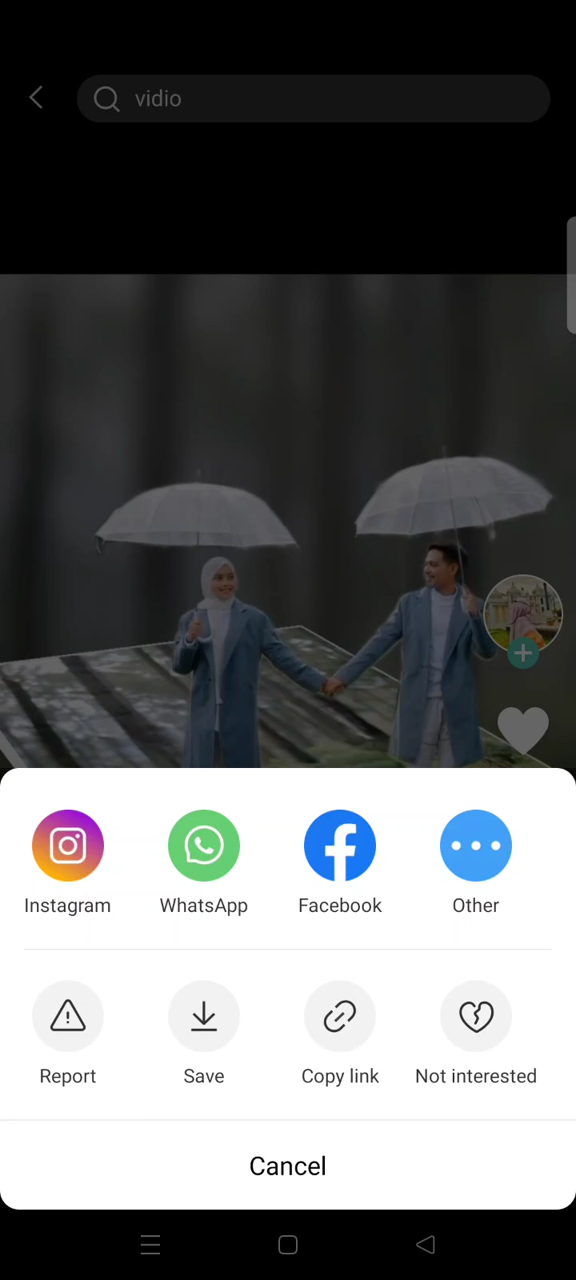 vidio
Instagram
WhatsApp
Facebook
Other
Report
Save
Copy link
Not interested
Cancel